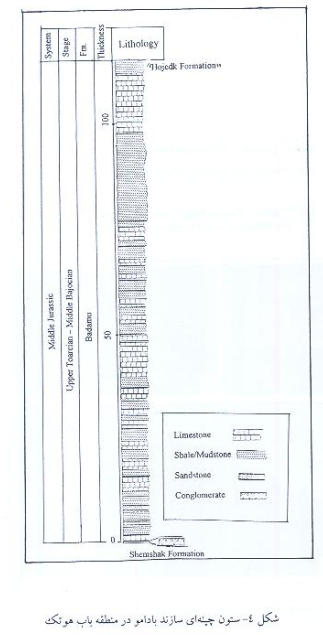 System
Stage
Fm.
Thickness
Lithology
"Hojedk Formation"
100
50
0
Middle Jurassic
Upper Toarcian – Middle Bajocian
Badamu
Limestone
Shale/Mudstone
Sandstone
Conglomerate
Shemshak Formation
شکل ٤- ستون چینه‌ای سازند بادامو در منطقه باب هوتک